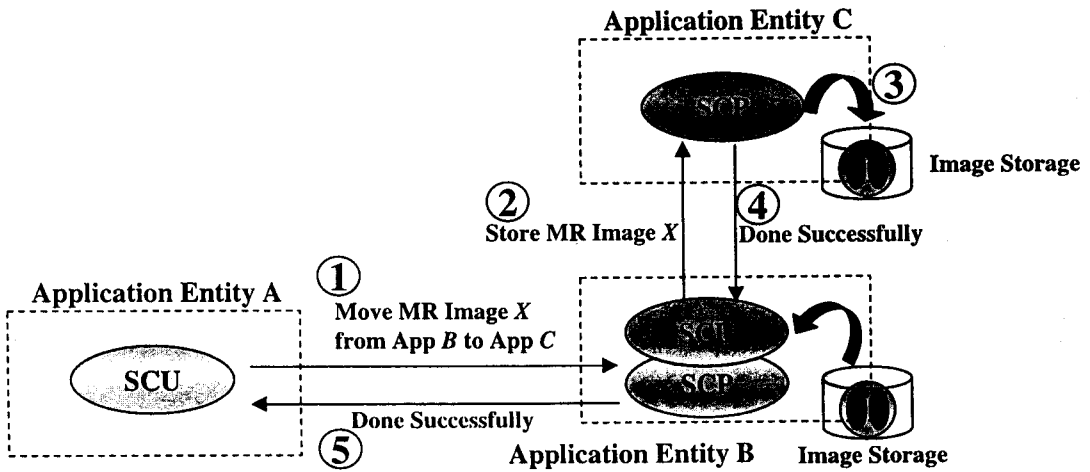 Application Entity C
SCP
3
Image Storage
2
Store MR Image X
4
Done Successfully
1
Application Entity A
Move MR Image X
from App B to App C
SCU
SCU
SCP
Done Successfully
5
Application Entity B
Image Storage